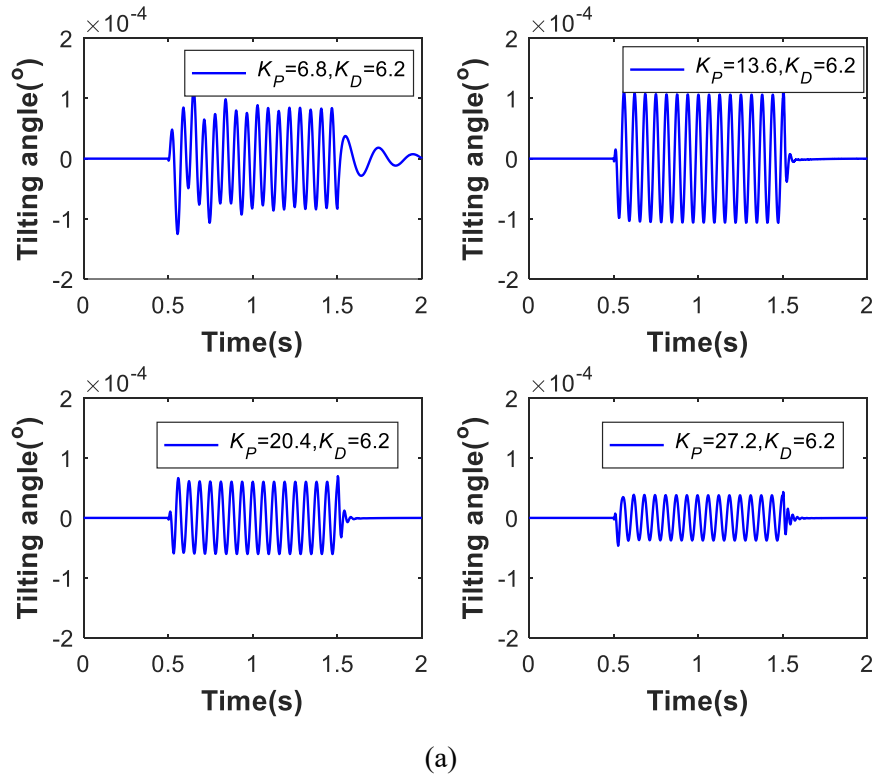 ×10⁻⁴
2
1
0
-1
-2
Tilting angle(°)
K_P=6.8,K_D=6.2
0 0.5 1 1.5 2
Time(s)
×10⁻⁴
2
1
0
-1
-2
Tilting angle(°)
K_P=13.6,K_D=6.2
0 0.5 1 1.5 2
Time(s)
×10⁻⁴
2
1
0
-1
-2
Tilting angle(°)
K_P=20.4,K_D=6.2
0 0.5 1 1.5 2
Time(s)
×10⁻⁴
2
1
0
-1
-2
Tilting angle(°)
K_P=27.2,K_D=6.2
0 0.5 1 1.5 2
Time(s)
(a)